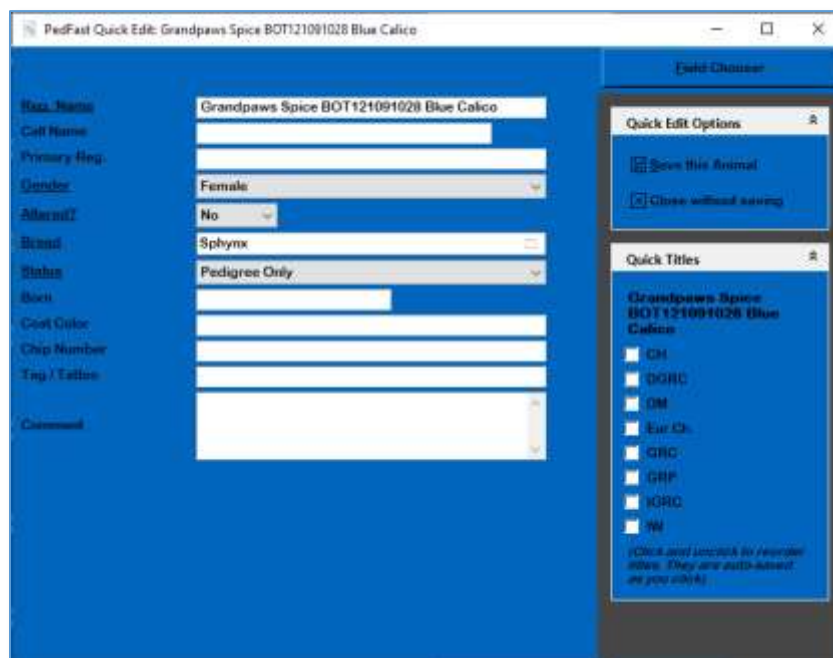 PedFast Quick Edit: Grandpaws Spice BOT121091028 Blue Calico
Field Chooser
Reg. Name
Grandpaws Spice BOT121091028 Blue Calico
Call Name
Primary Reg.
Gender
Female
Altered?
No
Breed
Sphynx
Status
Pedigree Only
Born
Coat Color
Chip Number
Tag / Tattoo
Comment
Quick Edit Options
Save this Animal
Close without saving
Quick Titles
Grandpaws Spice
BOT121091028 Blue
Calico
CH
DGRC
DM
Eur Ch.
GRC
GRP
IGRC
IW
(Click and unclick to reorder
titles. They are auto-saved
as you click)